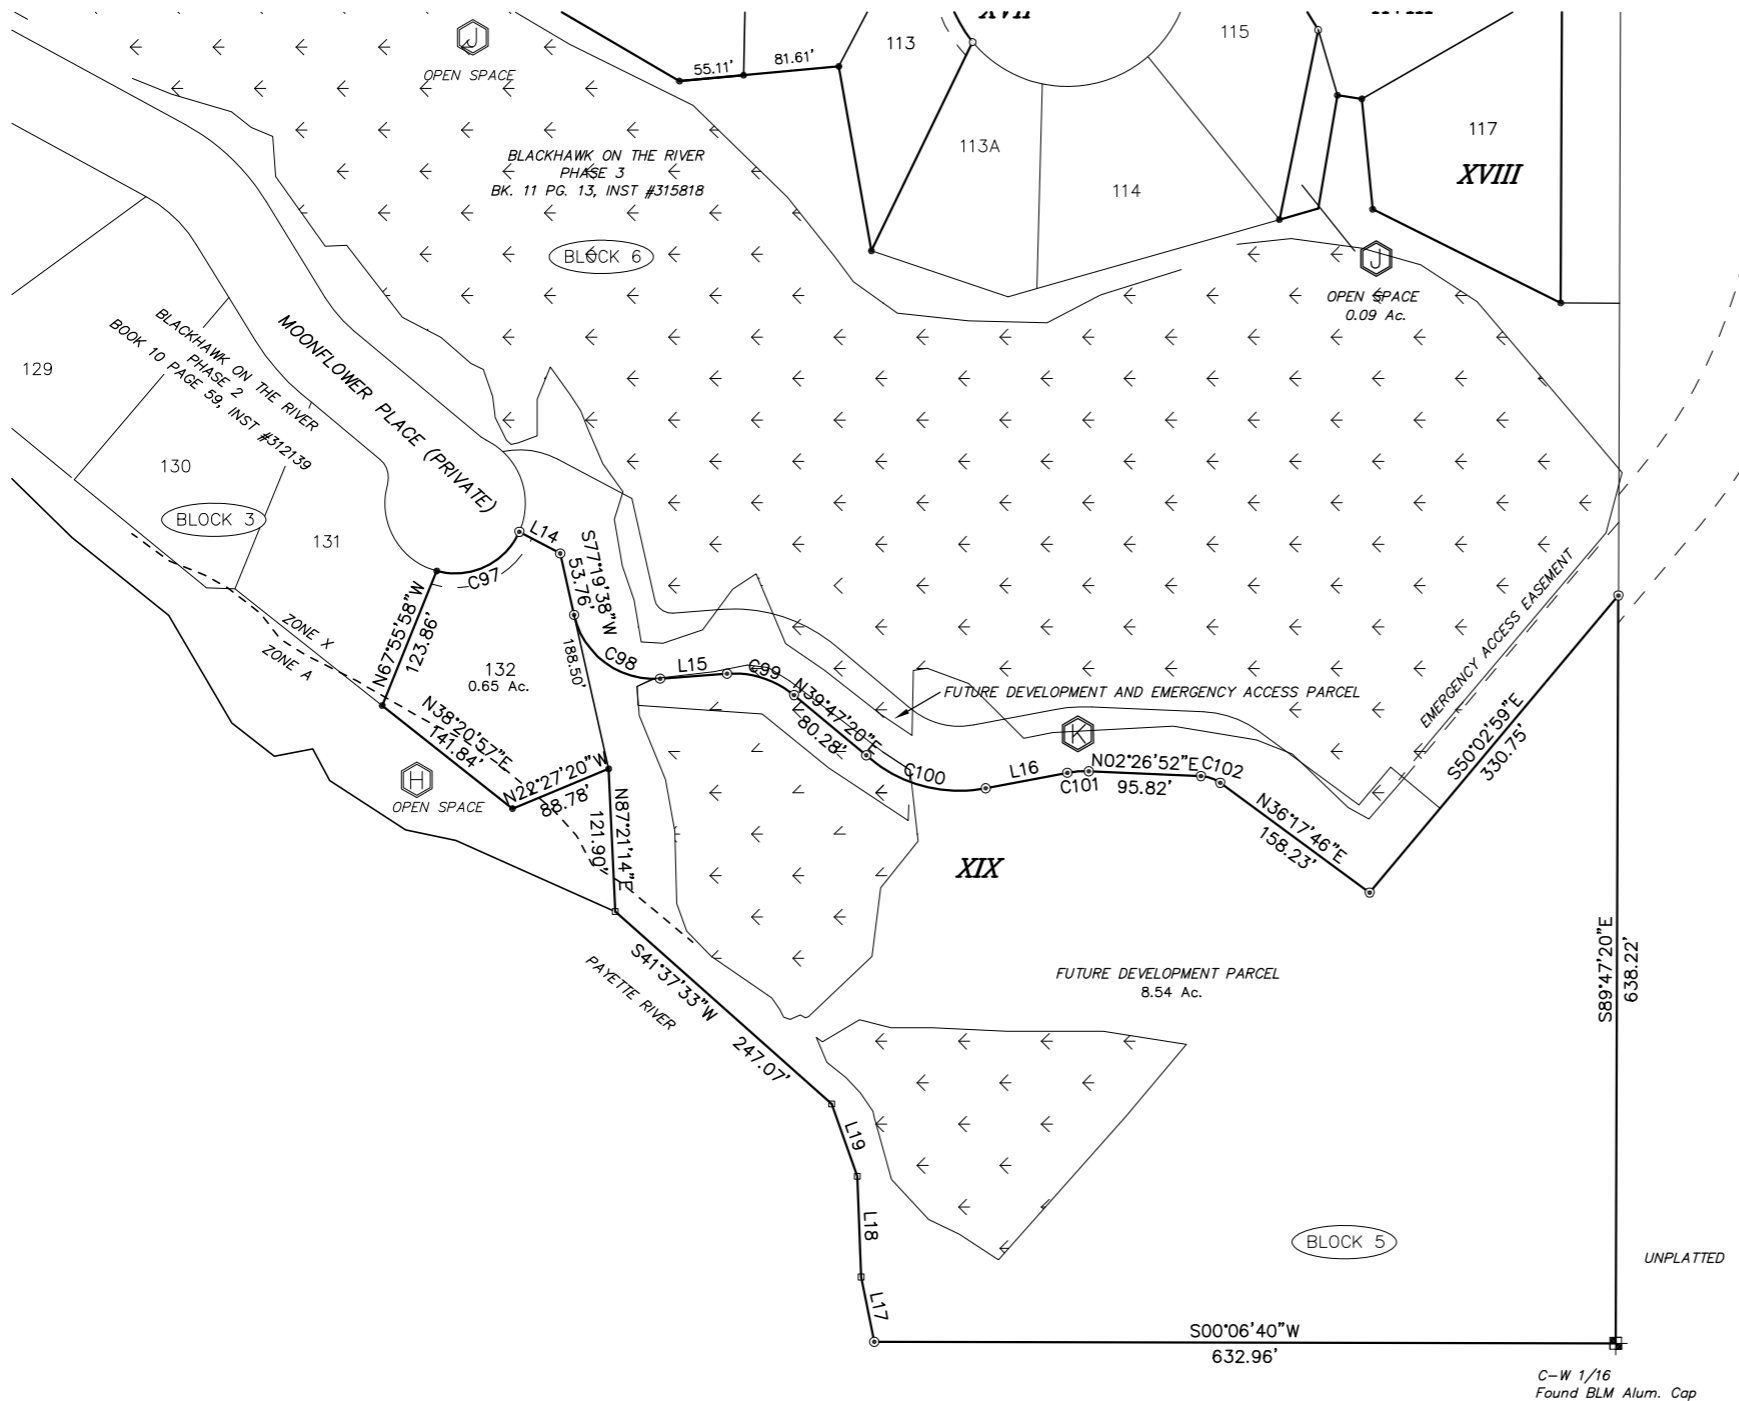 J
OPEN SPACE
55.11'
81.61'
113
XVII
115
117
XVIII
113A
114
BLACKHAWK ON THE RIVER
PHASE 3
BK. 11 PG. 13, INST #315818
BLOCK 6
J
OPEN SPACE
0.09 Ac.
129
BLACKHAWK ON THE RIVER
PHASE 2
BOOK 10 PAGE 59, INST #312139
MOONFLOWER PLACE (PRIVATE)
130
BLOCK 3
131
L14
C97
S77°19'38"W
53.76'
188.50'
N67°55'58"W
123.86'
ZONE X
ZONE A
132
0.65 Ac.
C98
L15
C99
N39°47'20"E
80.28'
FUTURE DEVELOPMENT AND EMERGENCY ACCESS PARCEL
EMERGENCY ACCESS EASEMENT
S50°02'59"E
330.75'
K
N38°20'57"E
141.84'
N22°27'20"W
88.78'
H
OPEN SPACE
N87°21'14"E
121.90'
C100
L16
C101
N02°26'52"E
95.82'
C102
N36°17'46"E
158.23'
XIX
S41°37'33"W
247.07'
PAYETTE RIVER
FUTURE DEVELOPMENT PARCEL
8.54 Ac.
S89°47'20"E
638.22'
L19
L18
L17
BLOCK 5
UNPLATTED
S00°06'40"W
632.96'
C-W 1/16
Found BLM Alum. Cap